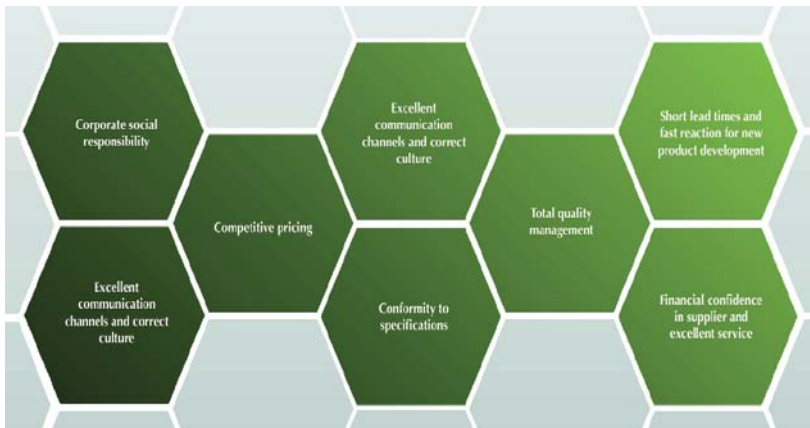 Corporate social
responsibility
Excellent
communication
channels and correct
culture
Competitive pricing
Excellent
communication
channels and correct
culture
Conformity to
specifications
Total quality
management
Short lead times and
fast reaction for new
product development
Financial confidence
in supplier and
excellent service